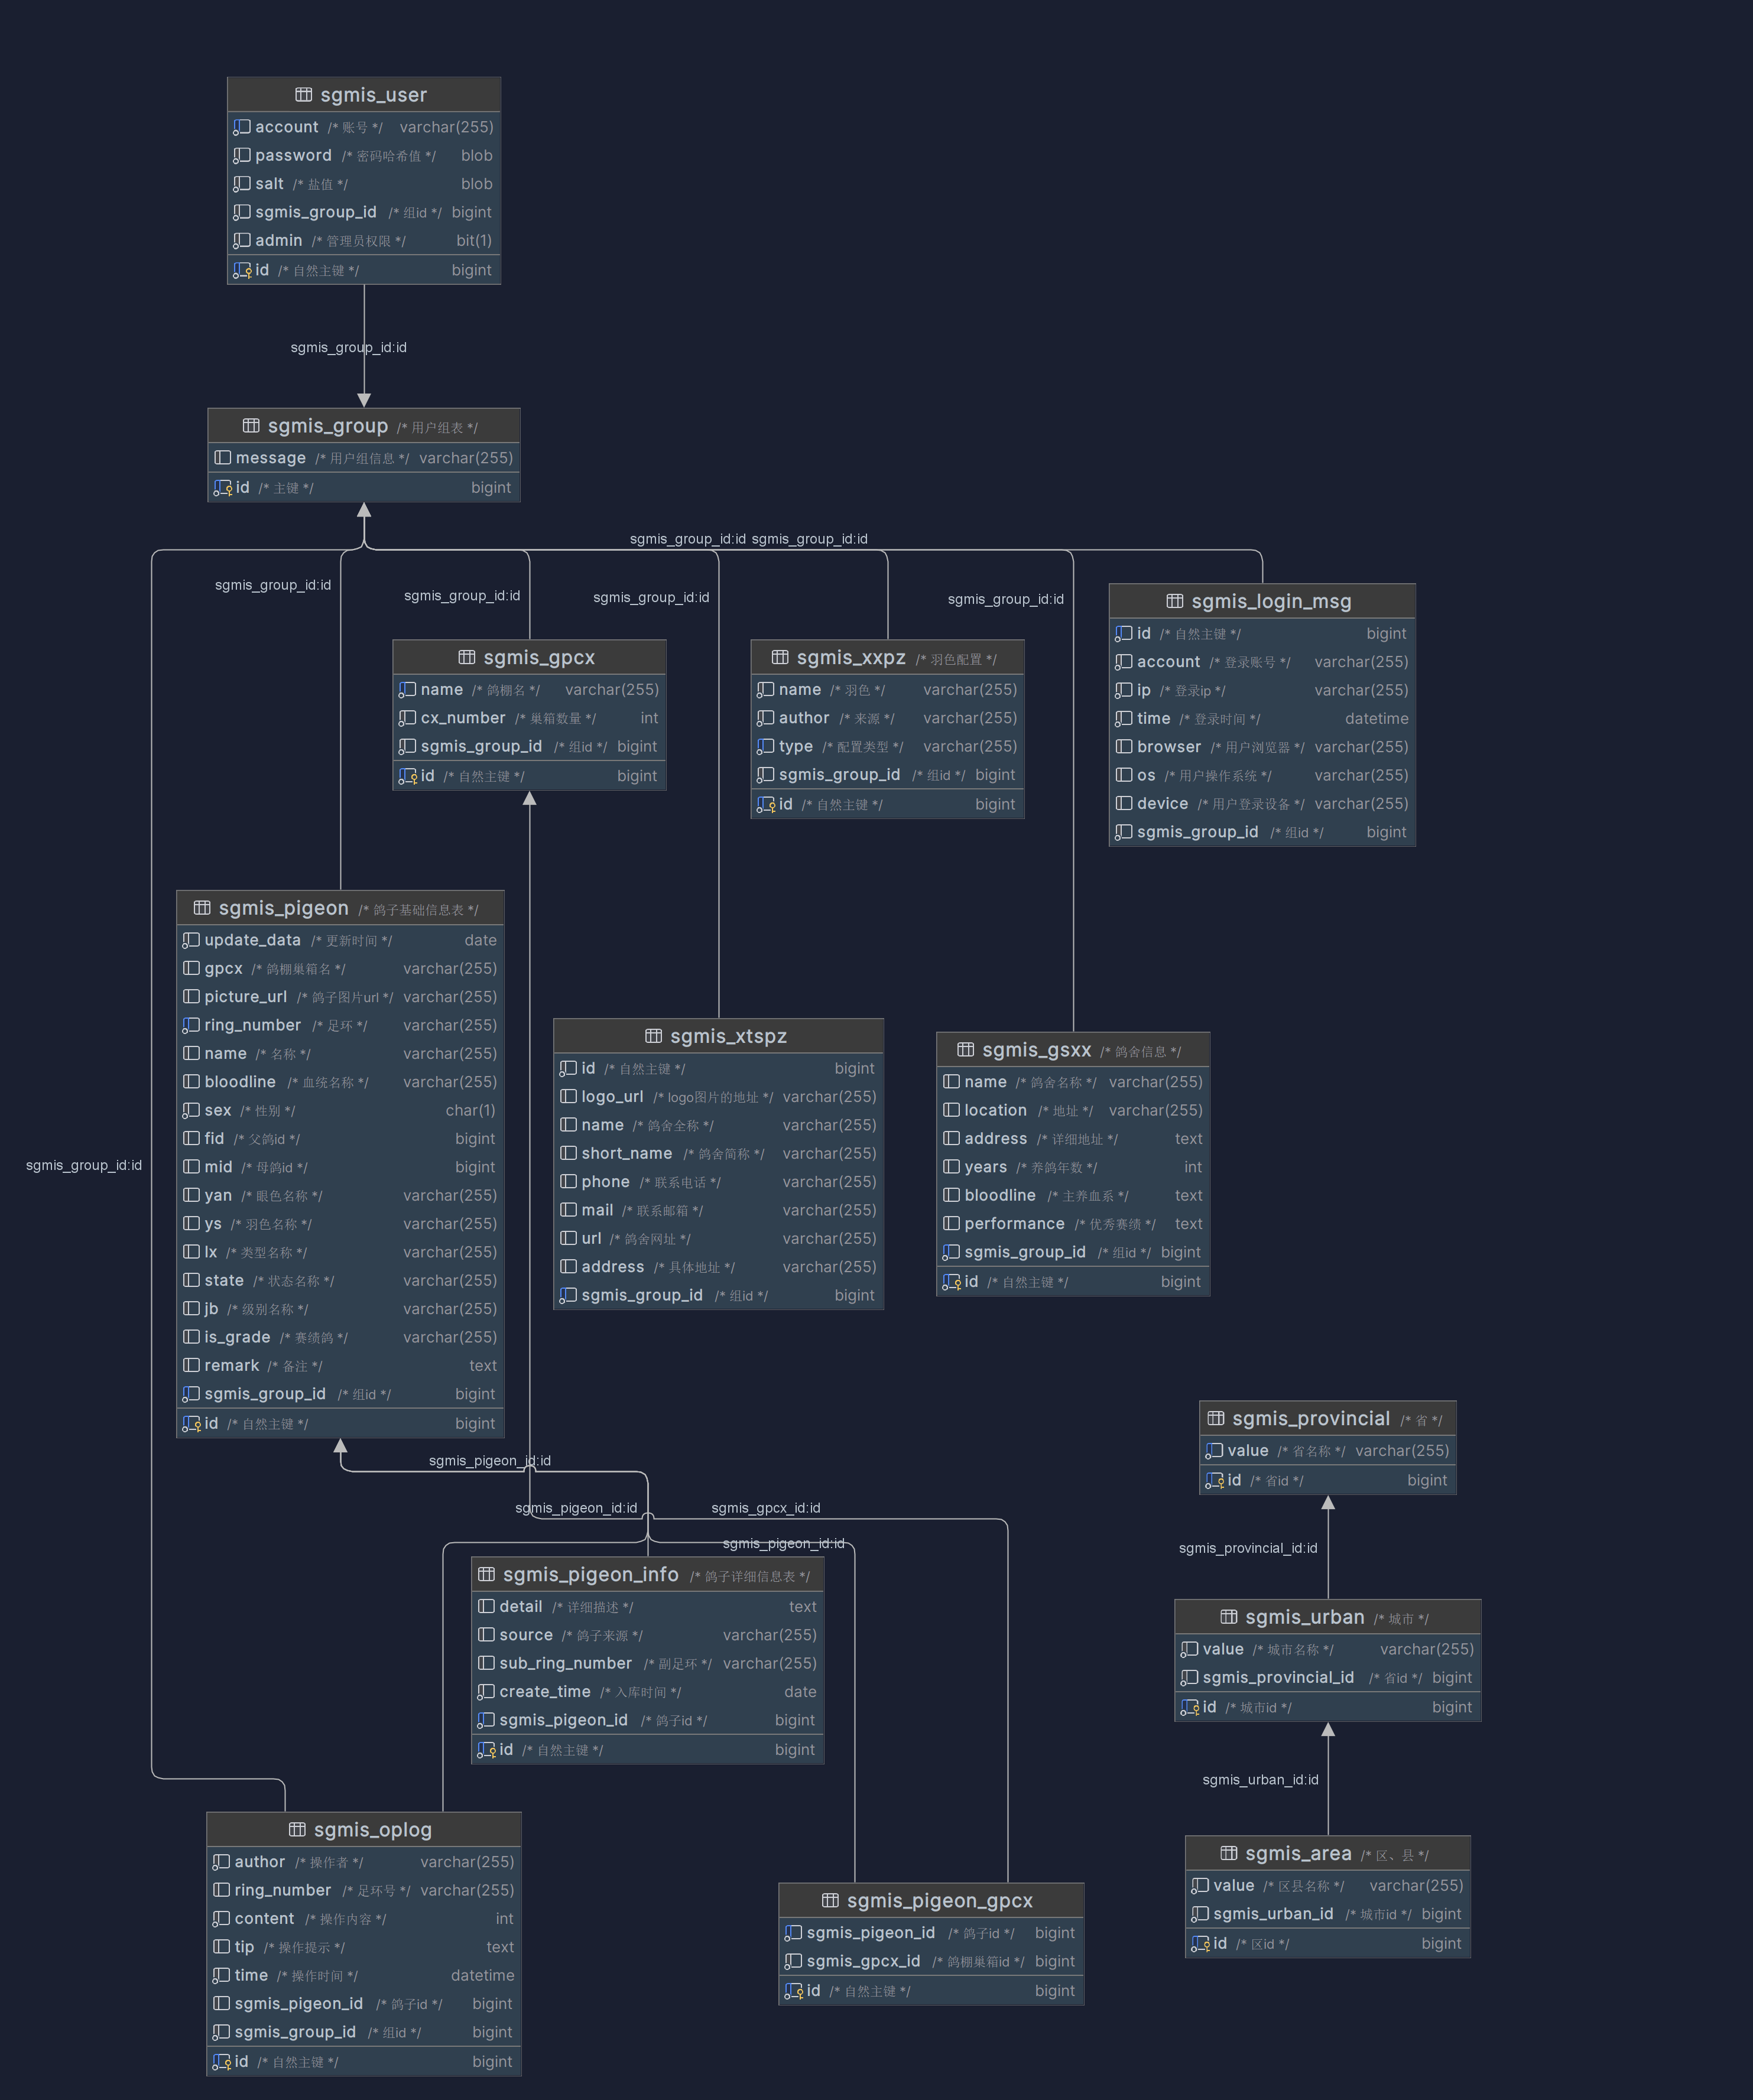 sgmis_user
account /* 账号 */ varchar(255)
password /* 密码哈希值 */ blob
salt /* 盐值 */ blob
sgmis_group_id /* 组id */ bigint
admin /* 管理员权限 */ bit(1)
id /* 自然主键 */ bigint
sgmis_group_id:id
sgmis_group /* 用户组表 */
message /* 用户组信息 */ varchar(255)
id /* 主键 */ bigint
sgmis_group_id:id sgmis_group_id:id
sgmis_group_id:id
sgmis_group_id:id
sgmis_group_id:id
sgmis_group_id:id
sgmis_login_msg
id /* 自然主键 */ bigint
account /* 登录账号 */ varchar(255)
ip /* 登录ip */ varchar(255)
time /* 登录时间 */ datetime
browser /* 用户浏览器 */ varchar(255)
os /* 用户操作系统 */ varchar(255)
device /* 用户登录设备 */ varchar(255)
sgmis_group_id /* 组id */ bigint
sgmis_gpcx
name /* 鸽棚名 */ varchar(255)
cx_number /* 巢箱数量 */ int
sgmis_group_id /* 组id */ bigint
id /* 自然主键 */ bigint
sgmis_xxpz /* 羽色配置 */
name /* 羽色 */ varchar(255)
author /* 来源 */ varchar(255)
type /* 配置类型 */ varchar(255)
sgmis_group_id /* 组id */ bigint
id /* 自然主键 */ bigint
sgmis_pigeon /* 鸽子基础信息表 */
update_data /* 更新时间 */ date
gpcx /* 鸽棚巢箱名 */ varchar(255)
picture_url /* 鸽子图片url */ varchar(255)
ring_number /* 足环 */ varchar(255)
name /* 名称 */ varchar(255)
bloodline /* 血统名称 */ varchar(255)
sex /* 性别 */ char(1)
fid /* 父鸽id */ bigint
mid /* 母鸽id */ bigint
yan /* 眼色名称 */ varchar(255)
ys /* 羽色名称 */ varchar(255)
lx /* 类型名称 */ varchar(255)
state /* 状态名称 */ varchar(255)
jb /* 级别名称 */ varchar(255)
is_grade /* 赛绩鸽 */ varchar(255)
remark /* 备注 */ text
sgmis_group_id /* 组id */ bigint
id /* 自然主键 */ bigint
sgmis_xtspz
id /* 自然主键 */ bigint
logo_url /* logo图片的地址 */ varchar(255)
name /* 鸽舍全称 */ varchar(255)
short_name /* 鸽舍简称 */ varchar(255)
phone /* 联系电话 */ varchar(255)
mail /* 联系邮箱 */ varchar(255)
url /* 鸽舍网址 */ varchar(255)
address /* 具体地址 */ varchar(255)
sgmis_group_id /* 组id */ bigint
sgmis_gsxx /* 鸽舍信息 */
name /* 鸽舍名称 */ varchar(255)
location /* 地址 */ varchar(255)
address /* 详细地址 */ text
years /* 养鸽年数 */ int
bloodline /* 主养血系 */ text
performance /* 优秀赛绩 */ text
sgmis_group_id /* 组id */ bigint
id /* 自然主键 */ bigint
sgmis_group_id:id
sgmis_provincial /* 省 */
value /* 省名称 */ varchar(255)
id /* 省id */ bigint
sgmis_pigeon_id:id
sgmis_pigeon_id:id
sgmis_gpcx_id:id
sgmis_pigeon_id:id
sgmis_provincial_id:id
sgmis_pigeon_info /* 鸽子详细信息表 */
detail /* 详细描述 */ text
source /* 鸽子来源 */ varchar(255)
sub_ring_number /* 副足环 */ varchar(255)
create_time /* 入库时间 */ date
sgmis_pigeon_id /* 鸽子id */ bigint
id /* 自然主键 */ bigint
sgmis_urban /* 城市 */
value /* 城市名称 */ varchar(255)
sgmis_provincial_id /* 省id */ bigint
id /* 城市id */ bigint
sgmis_urban_id:id
sgmis_oplog
author /* 操作者 */ varchar(255)
ring_number /* 足环号 */ varchar(255)
content /* 操作内容 */ int
tip /* 操作提示 */ text
time /* 操作时间 */ datetime
sgmis_pigeon_id /* 鸽子id */ bigint
sgmis_group_id /* 组id */ bigint
id /* 自然主键 */ bigint
sgmis_pigeon_gpcx
sgmis_pigeon_id /* 鸽子id */ bigint
sgmis_gpcx_id /* 鸽棚巢箱id */ bigint
id /* 自然主键 */ bigint
sgmis_area /* 区、县 */
value /* 区县名称 */ varchar(255)
sgmis_urban_id /* 城市id */ bigint
id /* 区id */ bigint